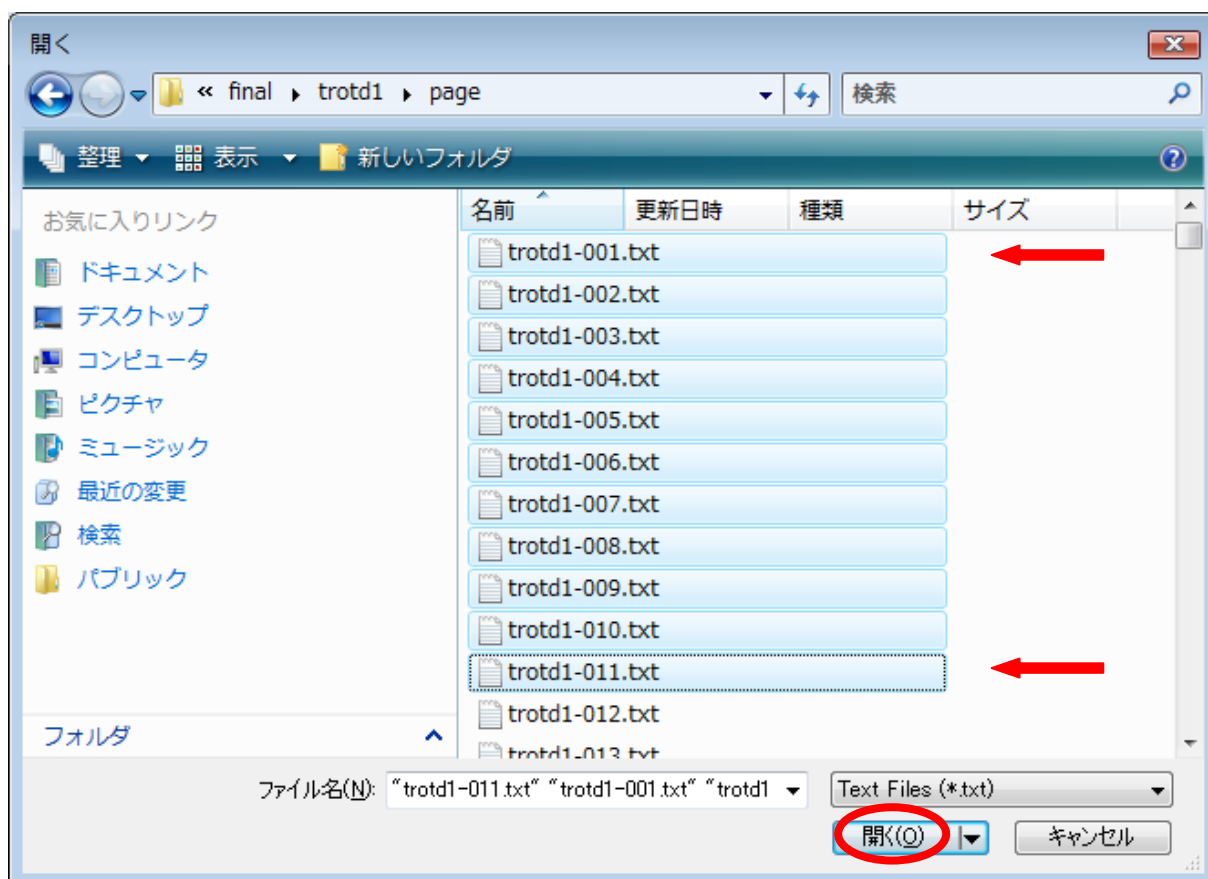 開く
« final ▸ trotd1 ▸ page
検索
整理 表示 新しいフォルダ
お気に入りリンク
ドキュメント
デスクトップ
コンピュータ
ピクチャ
ミュージック
最近の変更
検索
パブリック
フォルダ
名前 更新日時 種類 サイズ
trotd1-001.txt
trotd1-002.txt
trotd1-003.txt
trotd1-004.txt
trotd1-005.txt
trotd1-006.txt
trotd1-007.txt
trotd1-008.txt
trotd1-009.txt
trotd1-010.txt
trotd1-011.txt
trotd1-012.txt
trotd1-013.txt
ファイル名(N): "trotd1-011.txt" "trotd1-001.txt" "trotd1
Text Files (*.txt)
開く(O) キャンセル